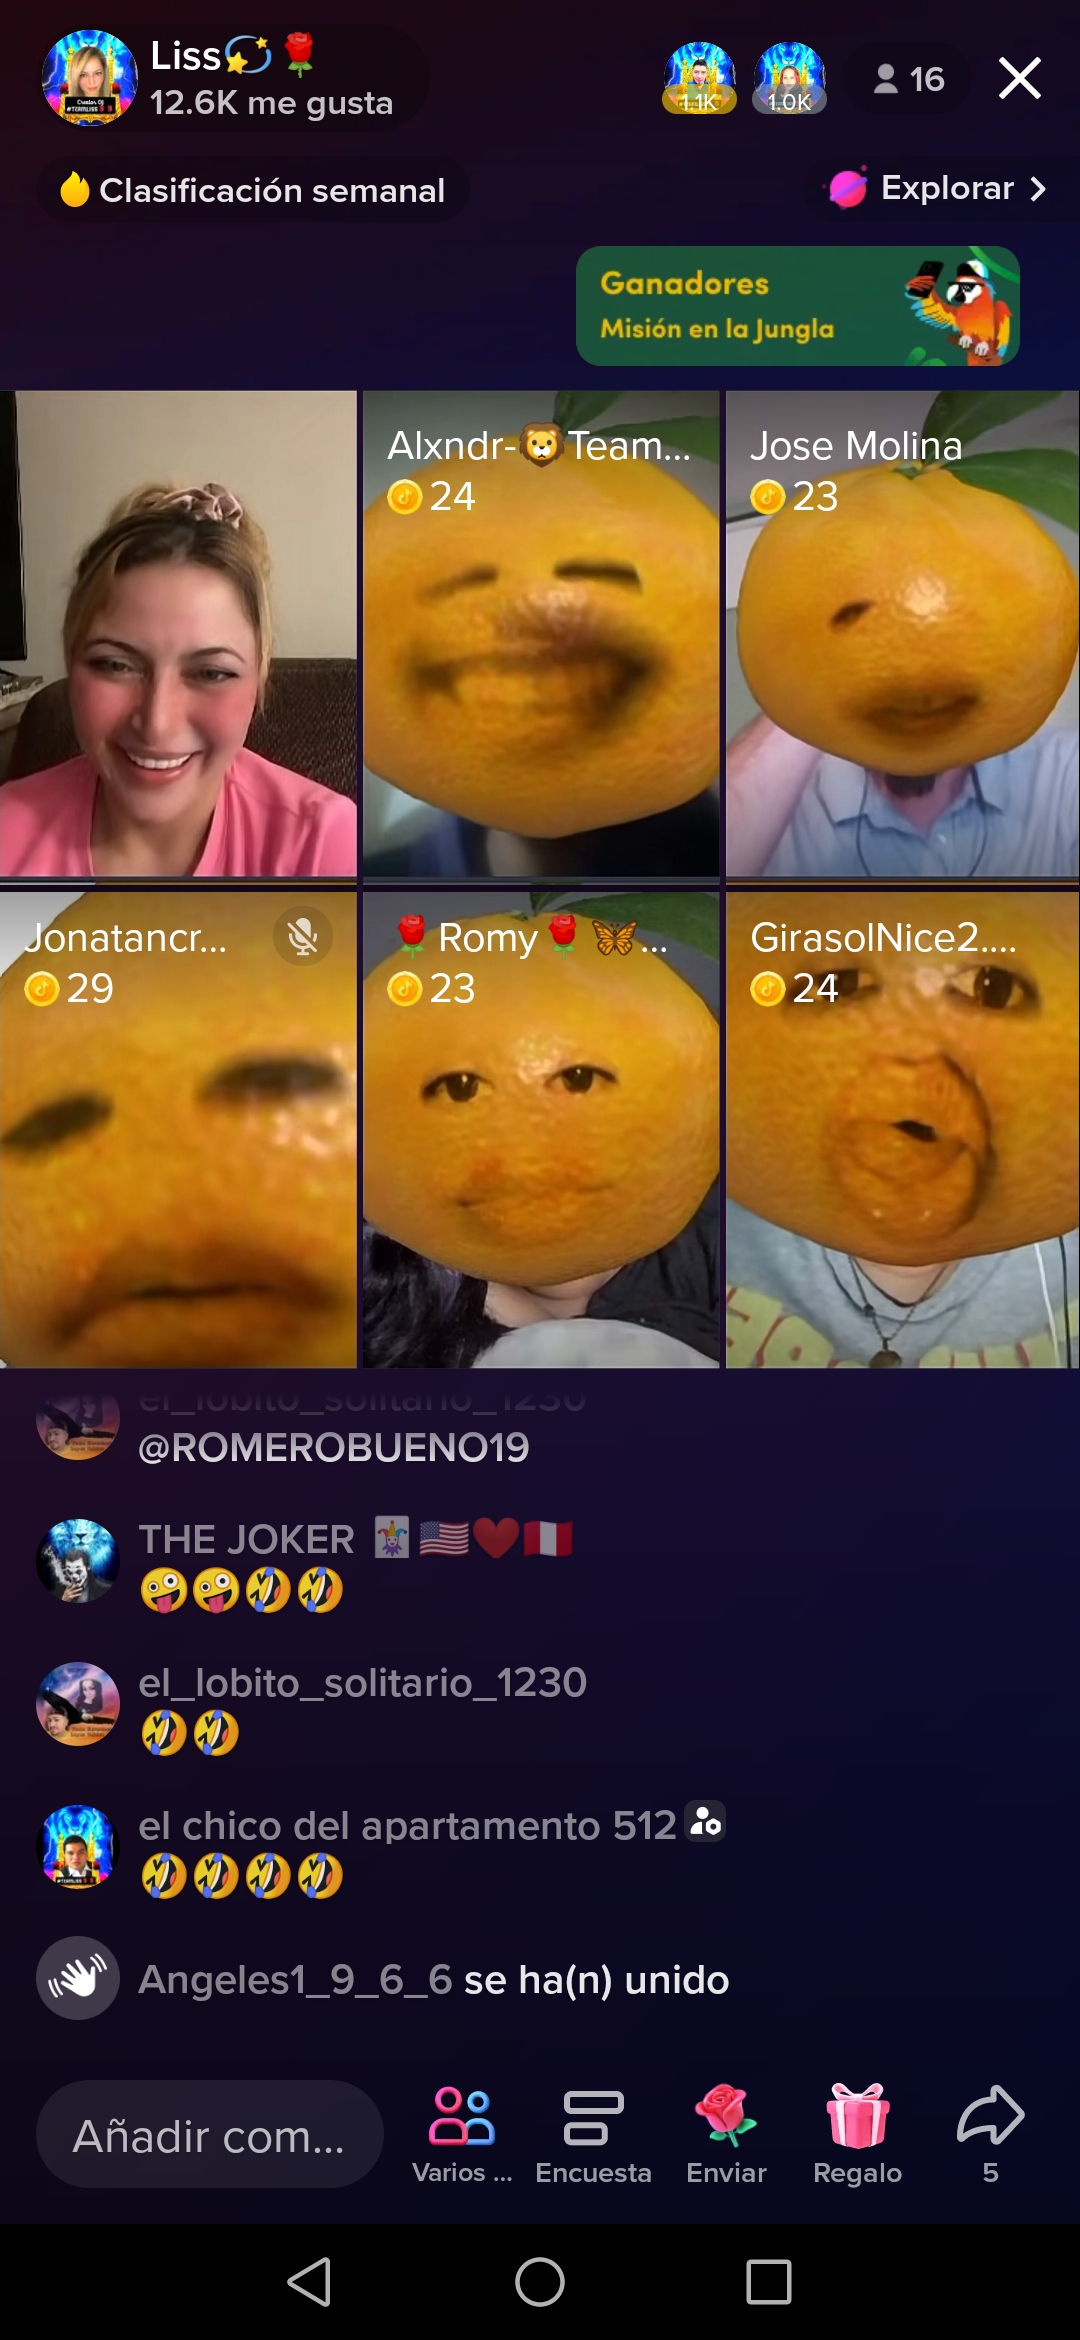 Liss💫🌹
12.6K me gusta
1.1K
1.0K
16
Clasificación semanal
Explorar
Ganadores
Misión en la Jungla
Alxndr-🦁Team...
24
Jose Molina
23
Jonatancr...
29
🌹Romy🌹🦋...
23
GirasolNice2....
24
el_lobito_solitario_1230
@ROMEROBUENO19
THE JOKER 🃏🇺🇸❤️🇵🇪
🤪🤪🤣🤣
el_lobito_solitario_1230
🤣🤣
el chico del apartamento 512
🤣🤣🤣🤣
Angeles1_9_6_6 se ha(n) unido
Añadir com...
Varios ...
Encuesta
Enviar
Regalo
5